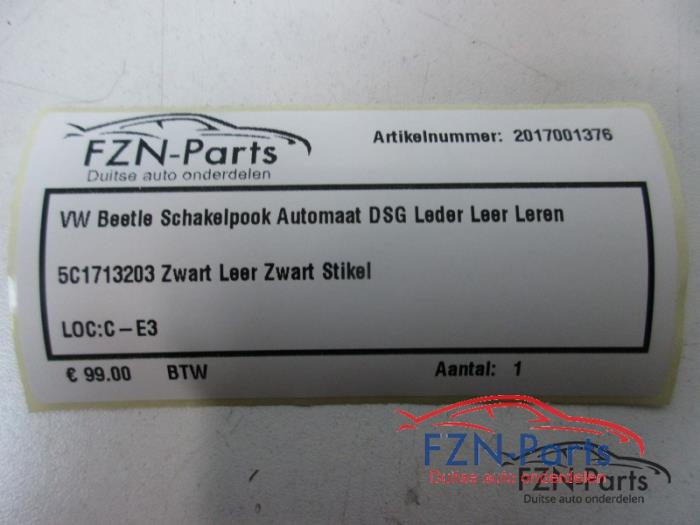 FZN-Parts
Duitse auto onderdelen
Artikelnummer: 2017001376
VW Beetle Schakelpook Automaat DSG Leder Leer Leren
5C1713203 Zwart Leer Zwart Stikel
LOC:C-E3
€ 99.00 BTW Aantal: 1
FZN-Parts
Duitse auto onderdelen
FZN-Parts
Duitse auto onderdelen